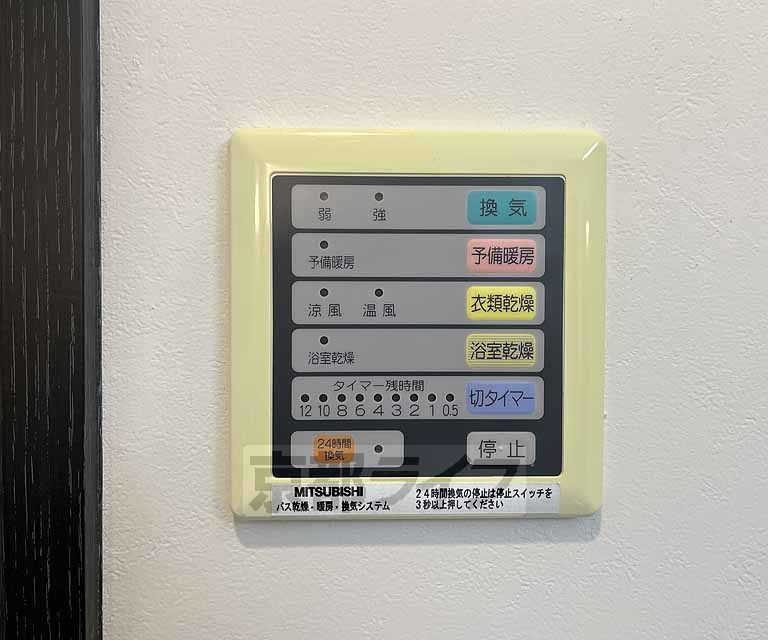 弱 強 換気
予備暖房 予備暖房
涼風 温風 衣類乾燥
浴室乾燥 浴室乾燥
タイマー残時間
12 10 8 6 4 3 2 1 0.5 切タイマー
24時間
換気
停止
京都ライフ
MITSUBISHI
バス乾燥・暖房・換気システム
24時間換気の停止は停止スイッチを
3秒以上押してください